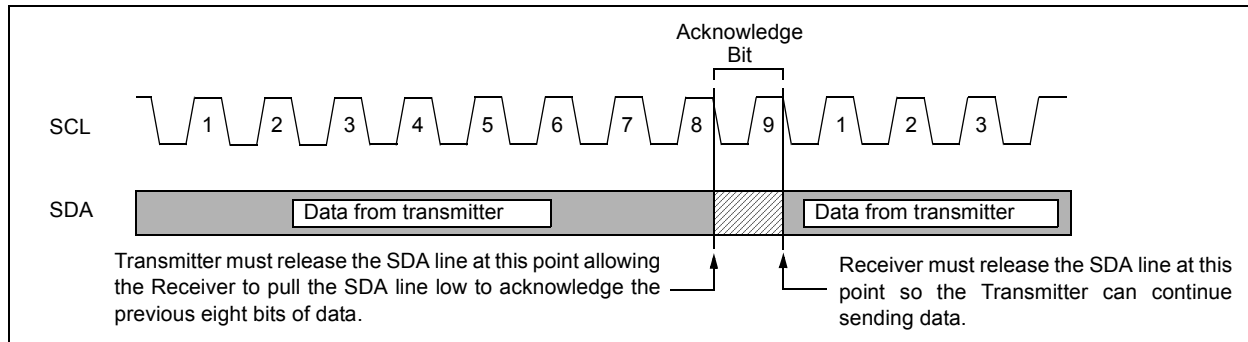 Acknowledge
Bit
SCL 1 2 3 4 5 6 7 8 9 1 2 3
SDA Data from transmitter Data from transmitter
Transmitter must release the SDA line at this point allowing
the Receiver to pull the SDA line low to acknowledge the
previous eight bits of data.
Receiver must release the SDA line at this
point so the Transmitter can continue
sending data.